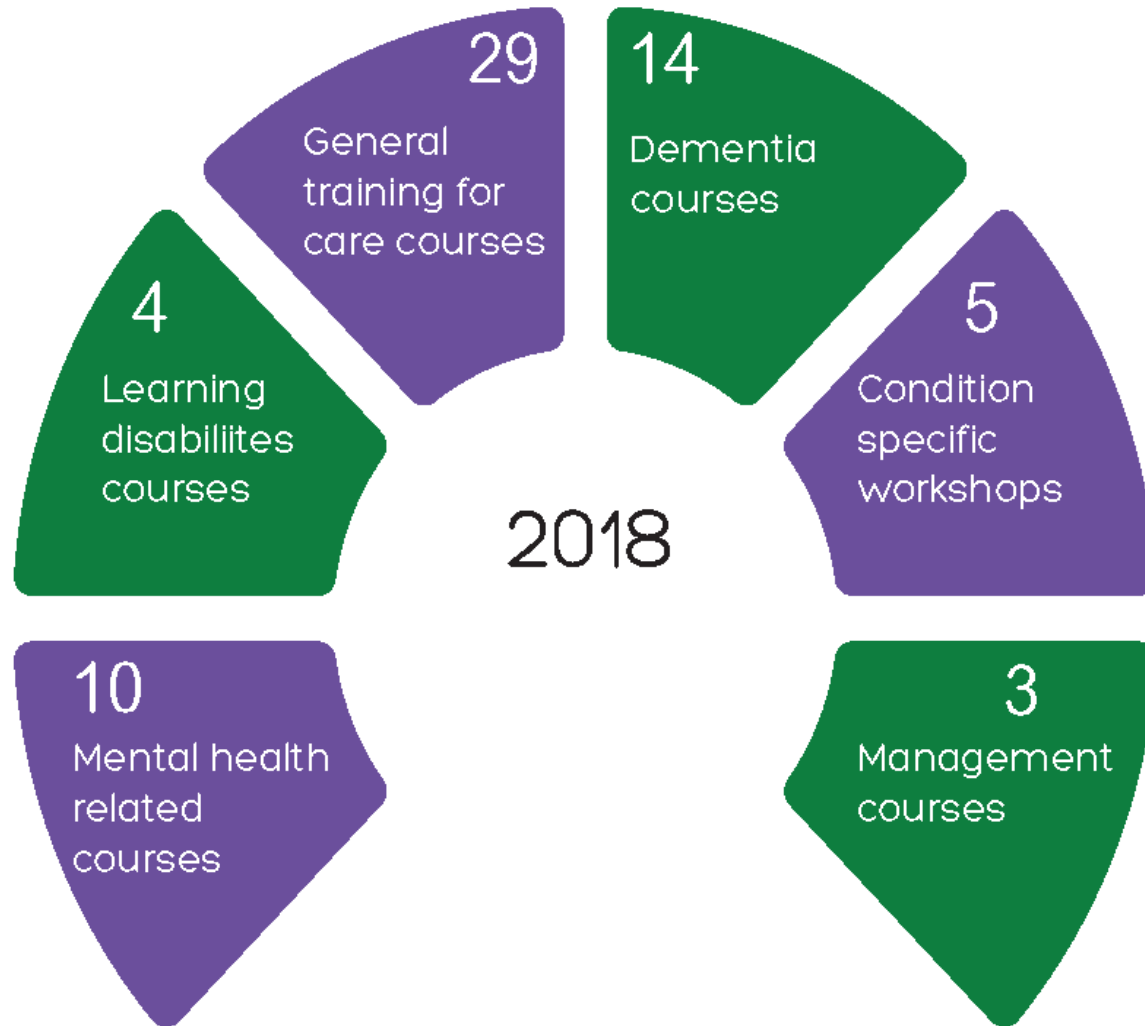 29
General
training for
care courses
14
Dementia
courses
4
Learning
disabiliites
courses
5
Condition
specific
workshops
2018
10
Mental health
related
courses
3
Management
courses